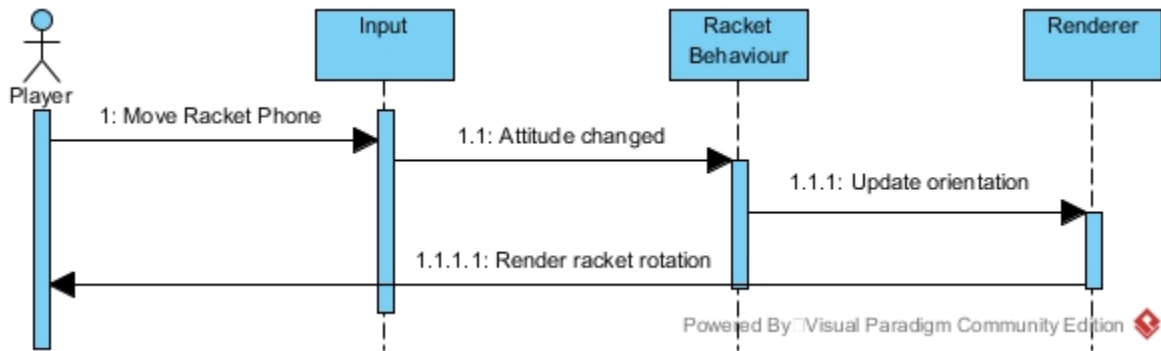 Input
Racket
Behaviour
Renderer
Player
1: Move Racket Phone
1.1: Attitude changed
1.1.1: Update orientation
1.1.1.1: Render racket rotation
Powered By Visual Paradigm Community Edition